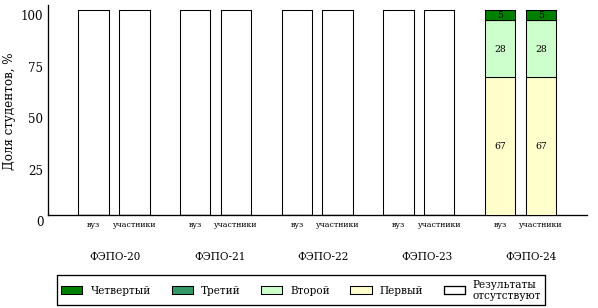 Доля студентов, %
100
75
50
25
0
5
5
28
28
67
67
вуз участники вуз участники вуз участники вуз участники вуз участники
ФЭПО-20 ФЭПО-21 ФЭПО-22 ФЭПО-23 ФЭПО-24
Четвертый Третий Второй Первый Результаты
отсутствуют